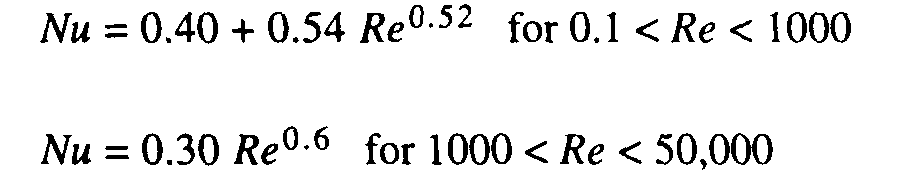 Nu = 0.40 + 0.54 Re^0.52 for 0.1 < Re < 1000
Nu = 0.30 Re^0.6 for 1000 < Re < 50,000